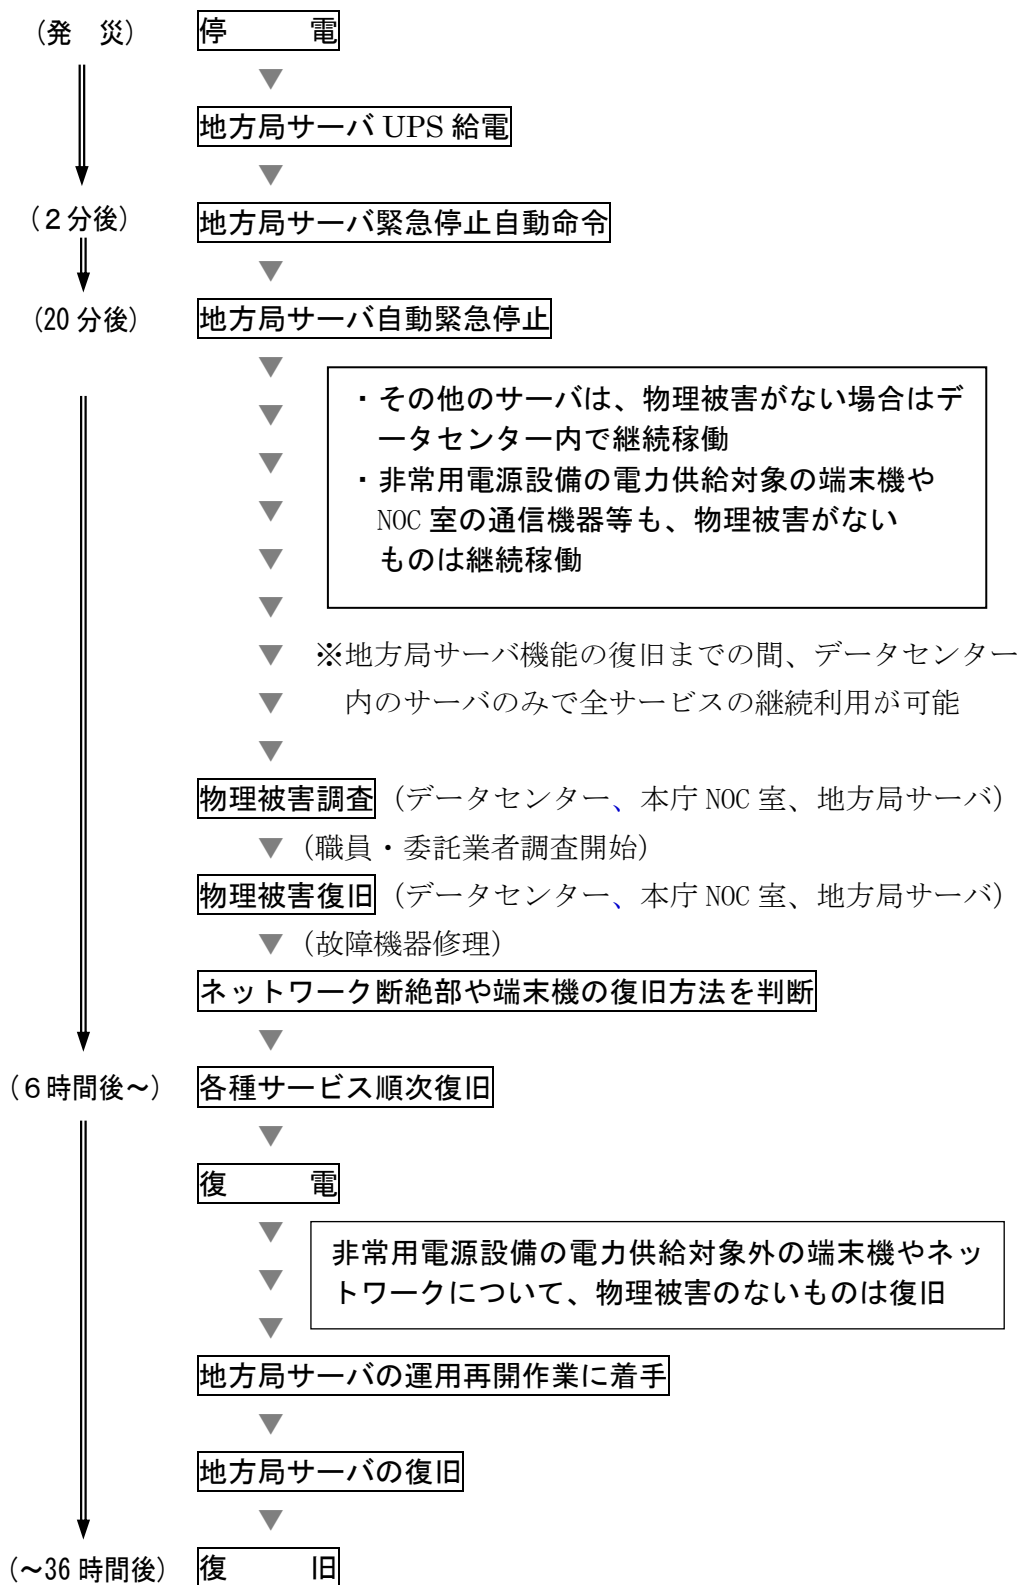 (発　災)　停　　　電
▼
地方局サーバ UPS 給電
▼
(２分後)　地方局サーバ緊急停止自動命令
▼
(20 分後)　地方局サーバ自動緊急停止
▼
・その他のサーバは、物理被害がない場合はデ
ータセンター内で継続稼働
・非常用電源設備の電力供給対象の端末機や
NOC 室の通信機器等も、物理被害がない
ものは継続稼働
▼
▼　※地方局サーバ機能の復旧までの間、データセンター
▼　内のサーバのみで全サービスの継続利用が可能
▼
物理被害調査（データセンター、本庁 NOC 室、地方局サーバ）
▼（職員・委託業者調査開始）
物理被害復旧（データセンター、本庁 NOC 室、地方局サーバ）
▼（故障機器修理）
ネットワーク断絶部や端末機の復旧方法を判断
▼
(６時間後～)　各種サービス順次復旧
▼
復　　　電
▼
非常用電源設備の電力供給対象外の端末機やネッ
トワークについて、物理被害のないものは復旧
▼
地方局サーバの運用再開作業に着手
▼
地方局サーバの復旧
▼
(～36 時間後)　復　　　旧